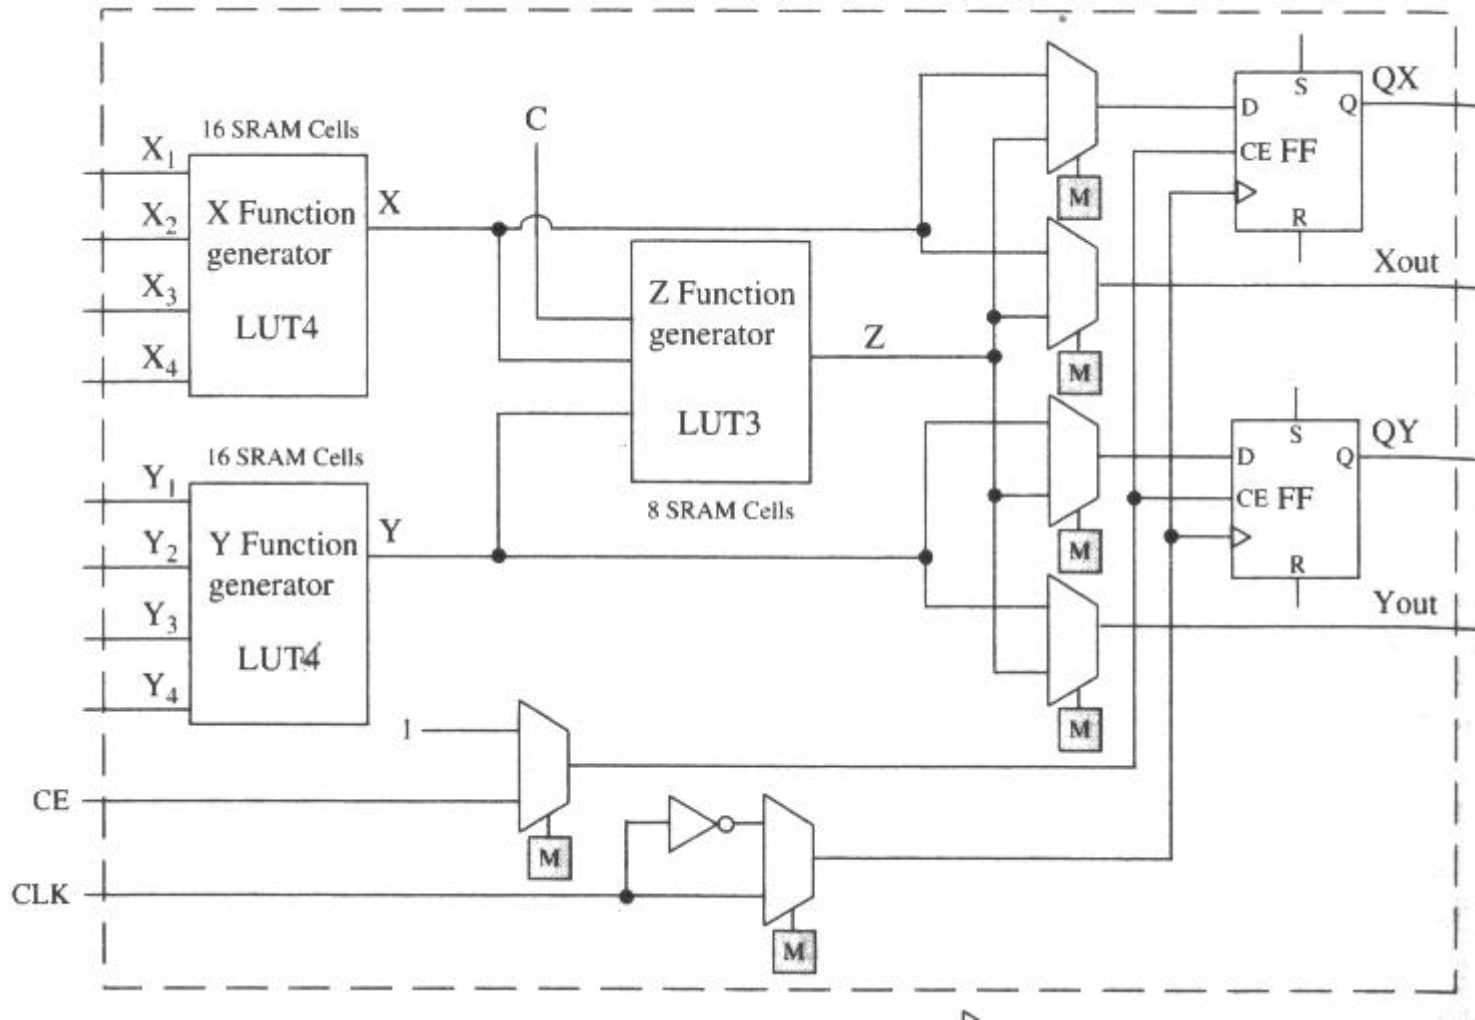 16 SRAM Cells
X1
X2
X3
X4
X Function
generator
LUT4
X
C
Z Function
generator
LUT3
8 SRAM Cells
Z
16 SRAM Cells
Y1
Y2
Y3
Y4
Y Function
generator
LUT4
Y
M
M
M
M
S
D
Q
CE FF
R
QX
Xout
S
D
Q
CE FF
R
QY
Yout
1
CE
M
CLK
M